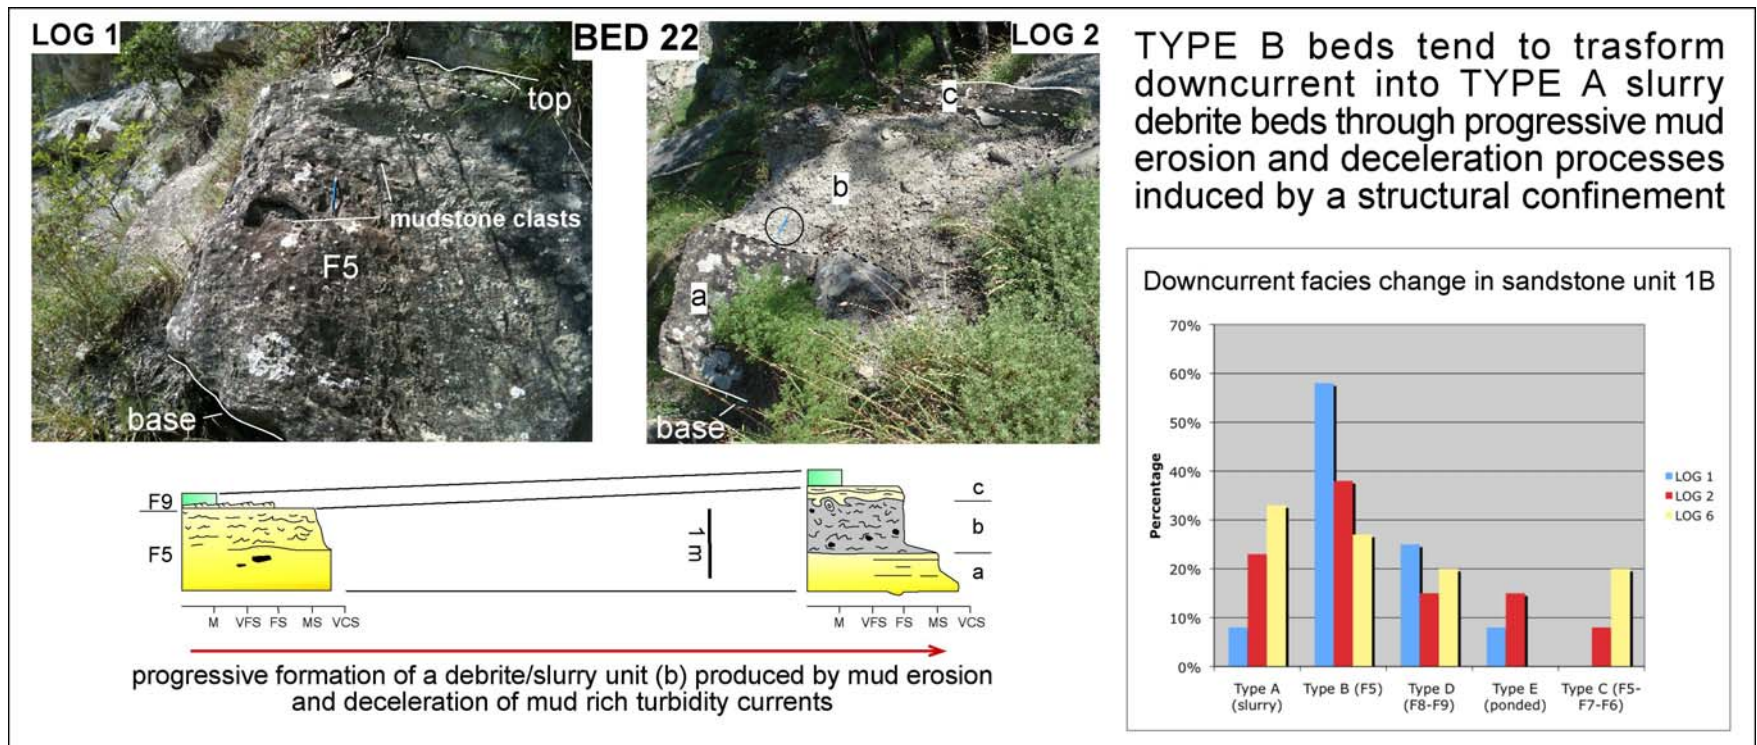 LOG 1
BED 22
LOG 2
top
mudstone clasts
F5
base
c
b
a
base
TYPE B beds tend to trasform
downcurrent into TYPE A slurry
debrite beds through progressive mud
erosion and deceleration processes
induced by a structural confinement
F9
F5
1 m
c
b
a
M VFS FS MS VCS
M VFS FS MS VCS
progressive formation of a debrite/slurry unit (b) produced by mud erosion
and deceleration of mud rich turbidity currents
Downcurrent facies change in sandstone unit 1B
Percentage
70%
60%
50%
40%
30%
20%
10%
0%
Type A
(slurry)
Type B (F5)
Type D
(F8-F9)
Type E
(ponded)
Type C (F5-
F7-F6)
LOG 1
LOG 2
LOG 6